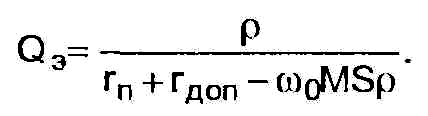 Qэ = ρ / (rп + rдоп − ω0MSρ).